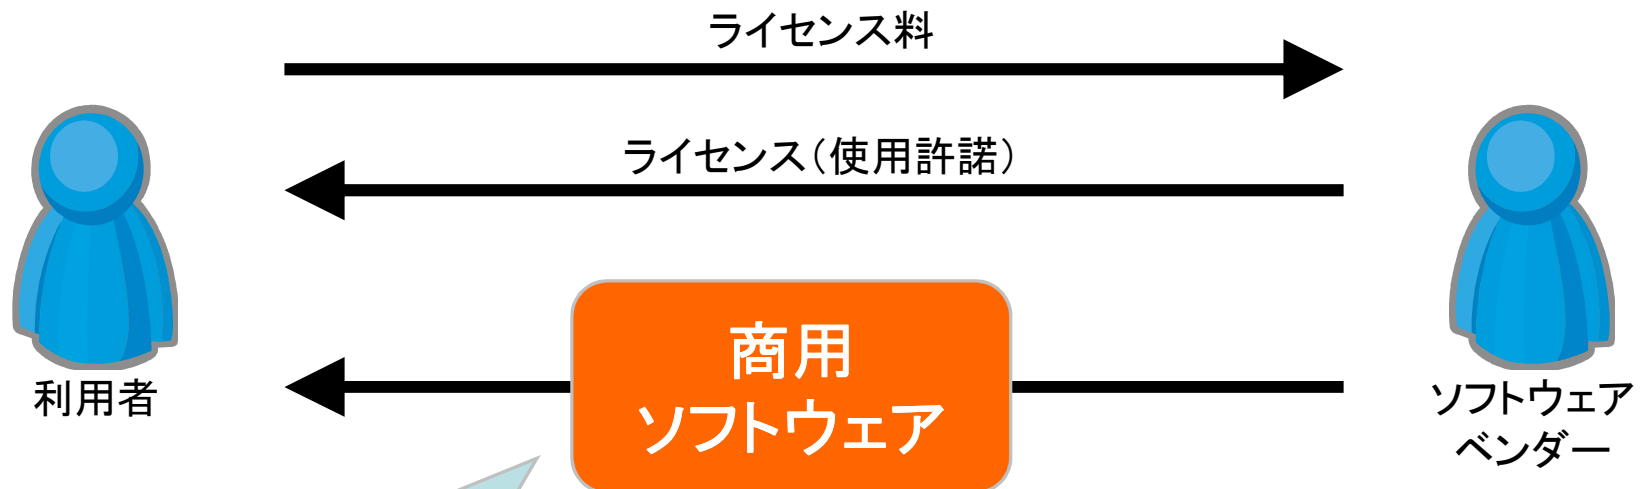 ライセンス料
ライセンス(使用許諾)
商用
ソフトウェア
利用者
ソフトウェア
ベンダー